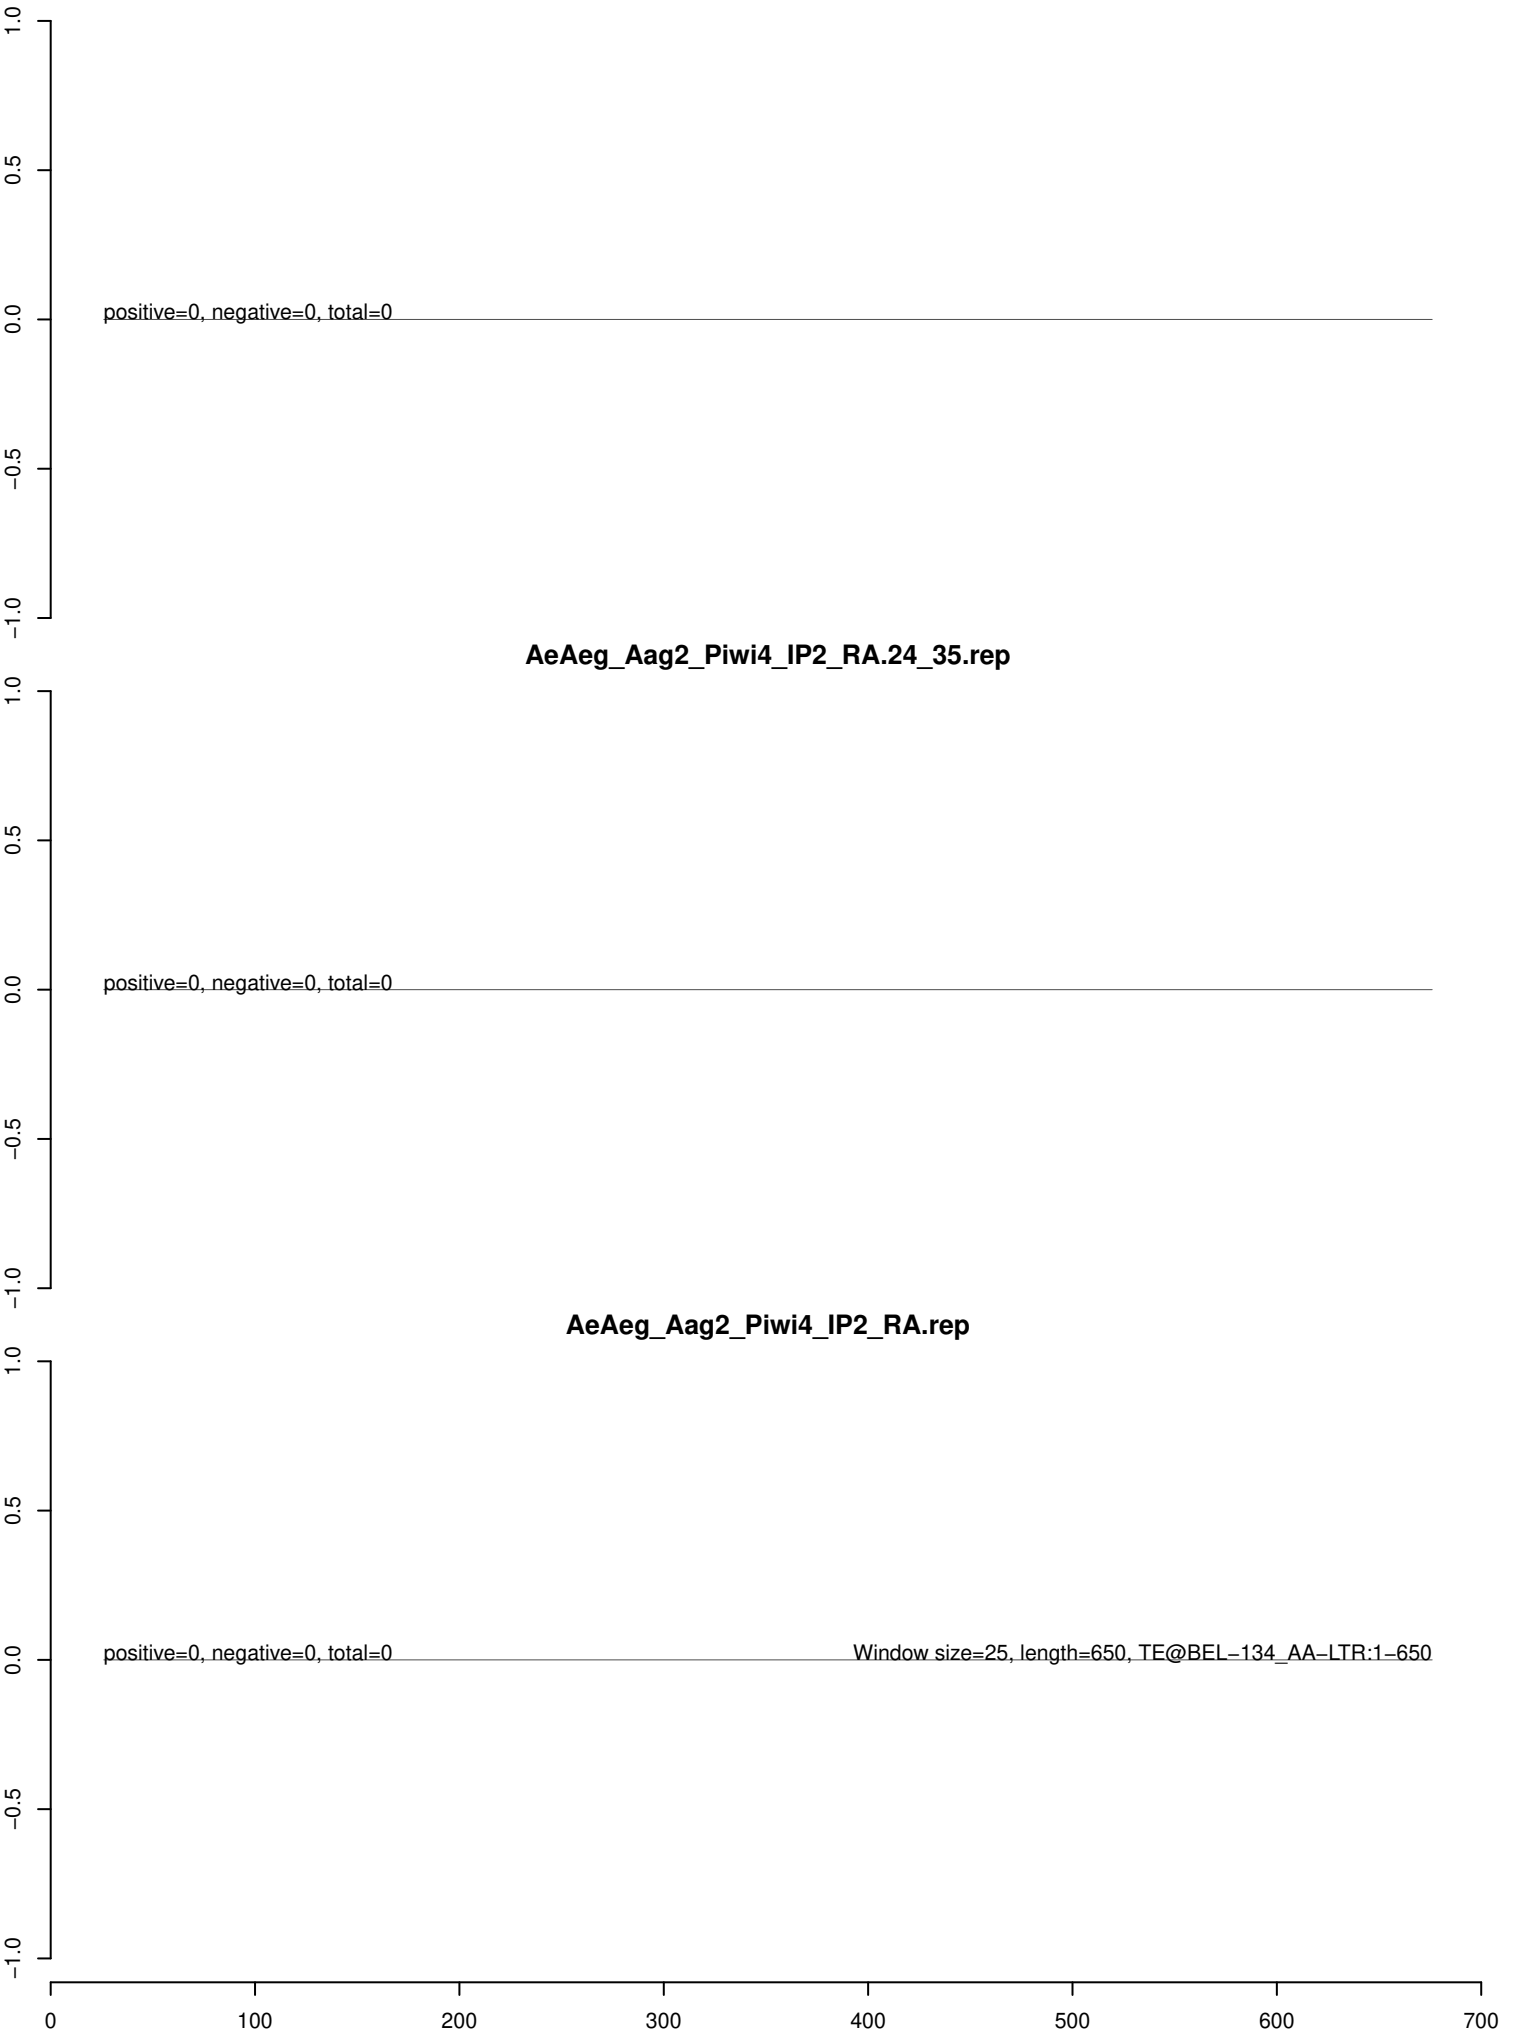 1.0
0.5
0.0
−0.5
−1.0
positive=0, negative=0, total=0
AeAeg_Aag2_Piwi4_IP2_RA.24_35.rep
1.0
0.5
0.0
−0.5
−1.0
positive=0, negative=0, total=0
AeAeg_Aag2_Piwi4_IP2_RA.rep
1.0
0.5
0.0
−0.5
−1.0
positive=0, negative=0, total=0
Window size=25, length=650, TE@BEL−134_AA−LTR:1−650
0 100 200 300 400 500 600 700